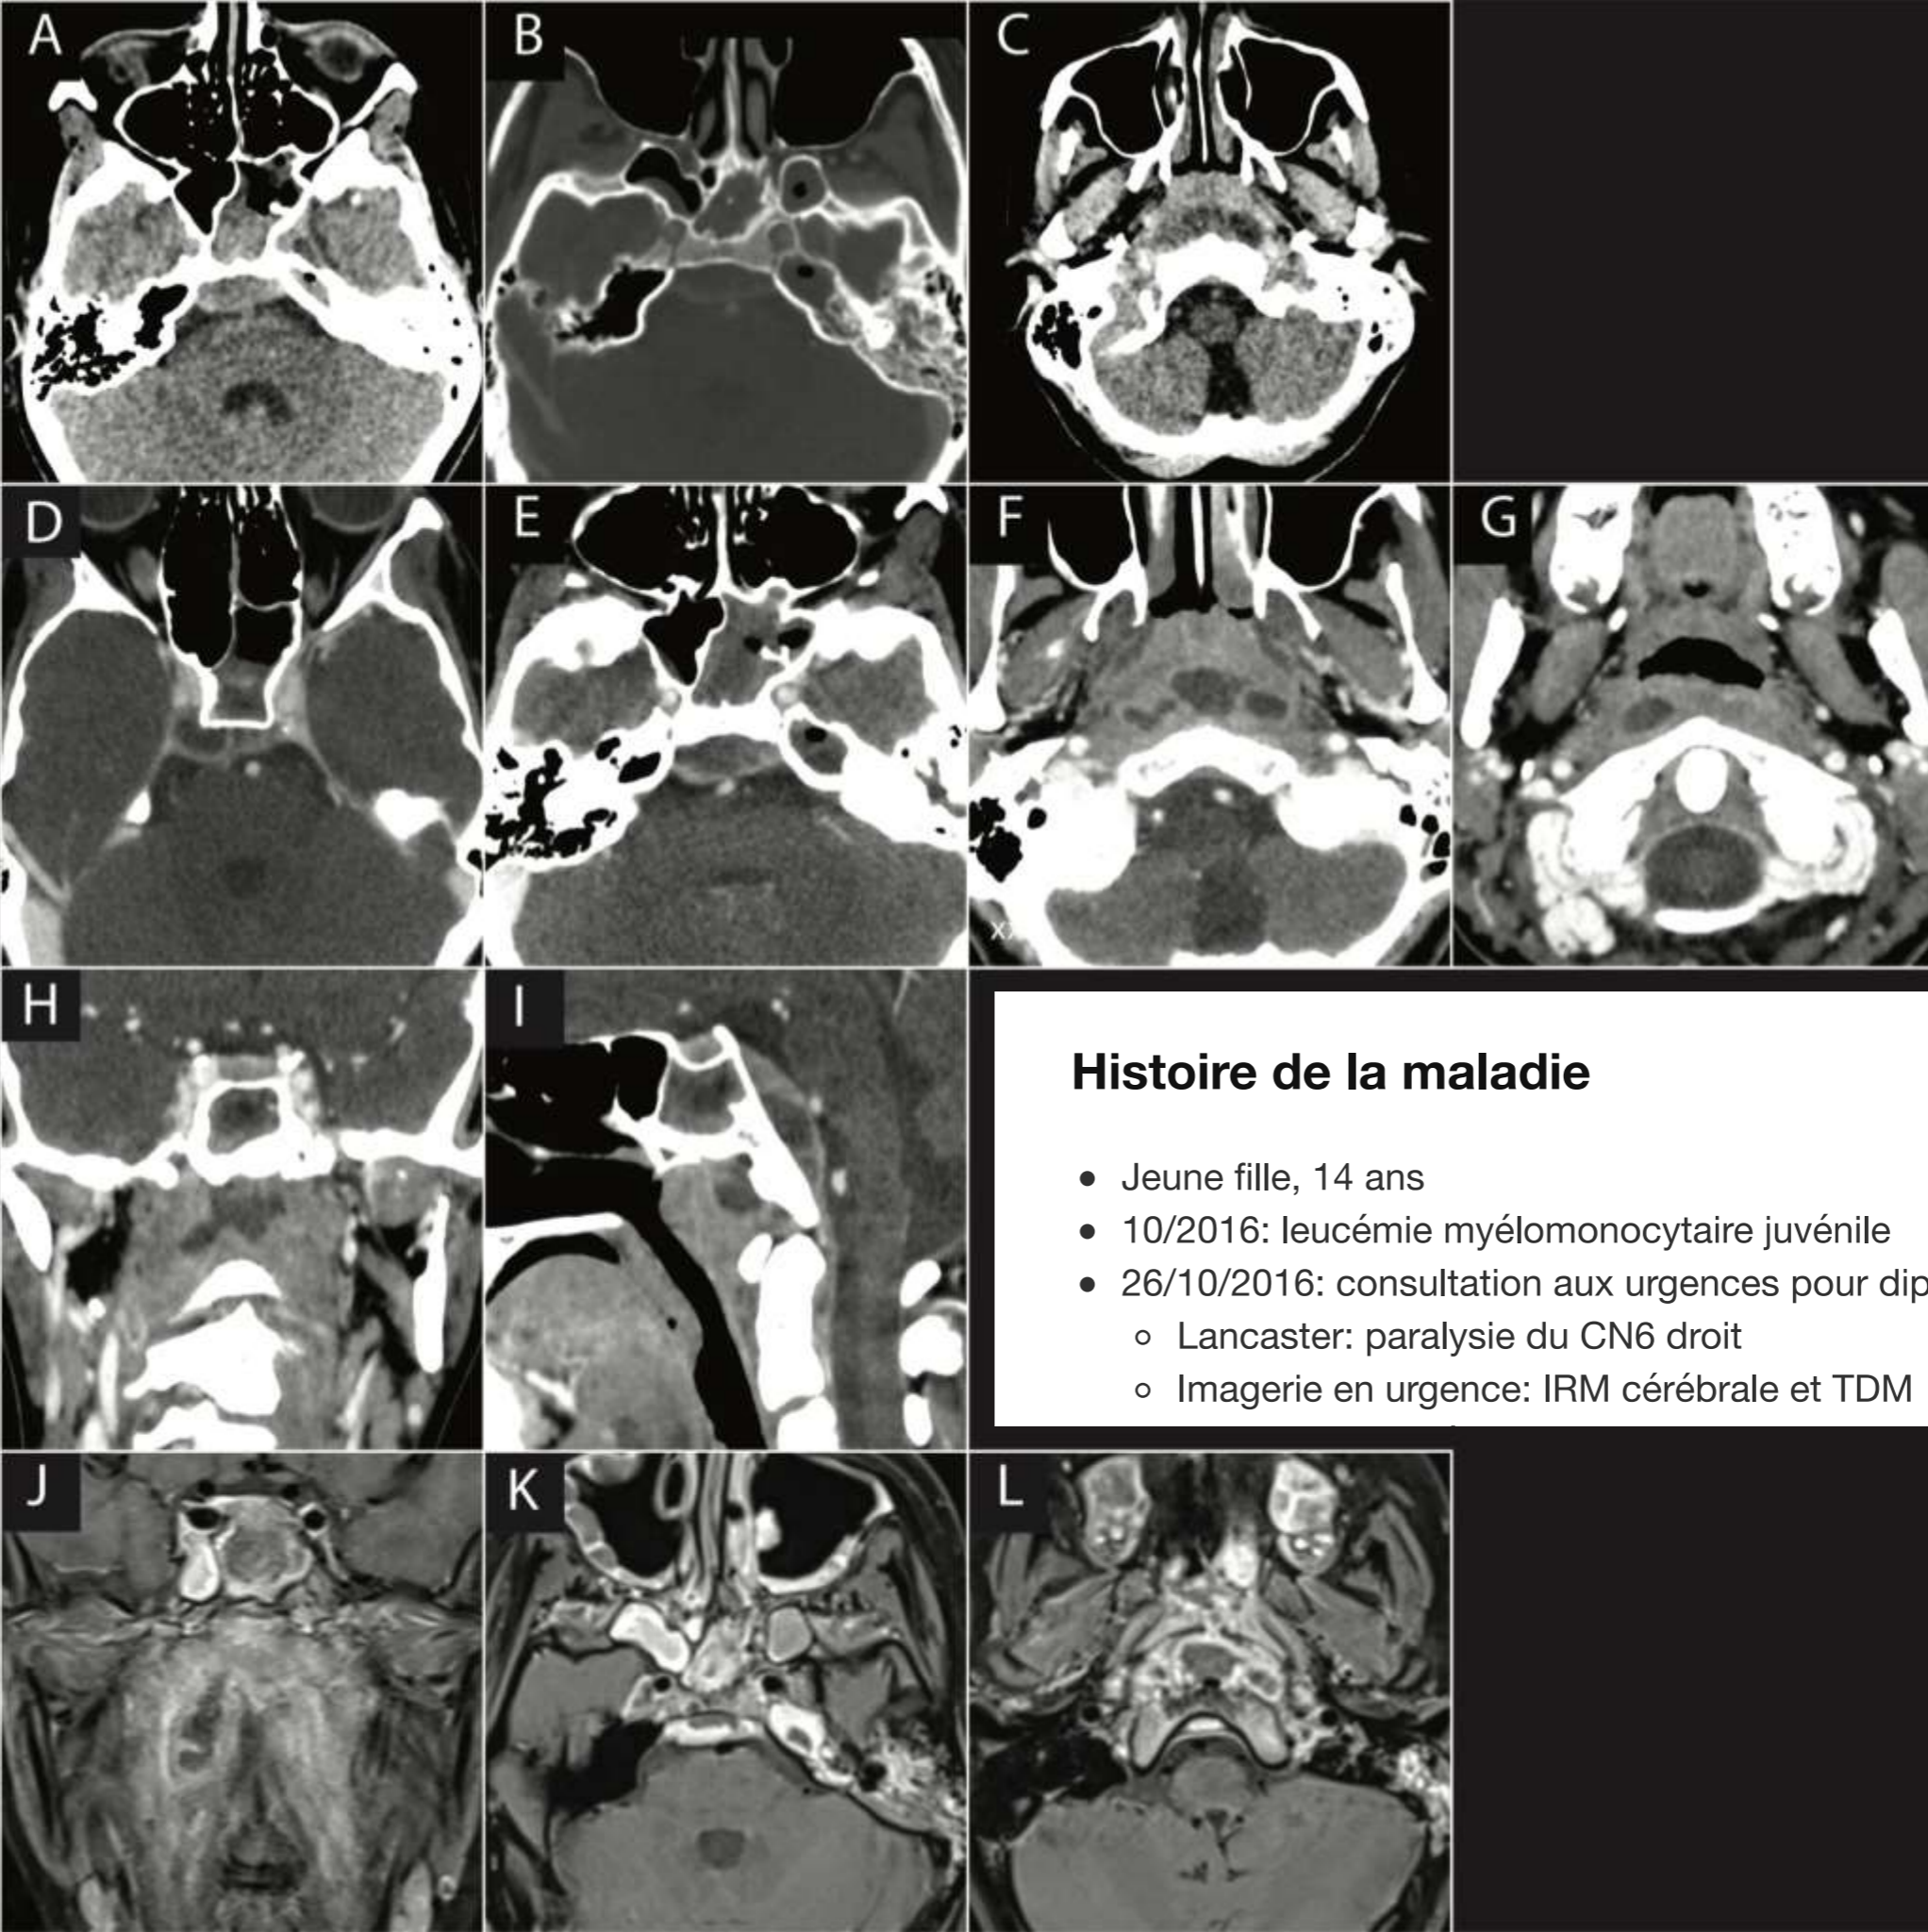 A
B
C
D
E
F
G
H
I
Histoire de la maladie
● Jeune fille, 14 ans
● 10/2016: leucémie myélomonocytaire juvénile
● 26/10/2016: consultation aux urgences pour dip
○ Lancaster: paralysie du CN6 droit
○ Imagerie en urgence: IRM cérébrale et TDM
J
K
L